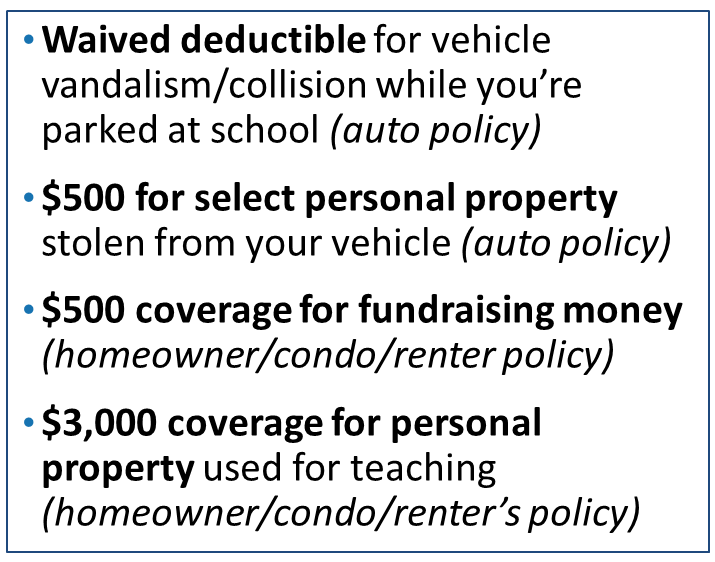 • Waived deductible for vehicle
vandalism/collision while you’re
parked at school (auto policy)
• $500 for select personal property
stolen from your vehicle (auto policy)
• $500 coverage for fundraising money
(homeowner/condo/renter policy)
• $3,000 coverage for personal
property used for teaching
(homeowner/condo/renter’s policy)